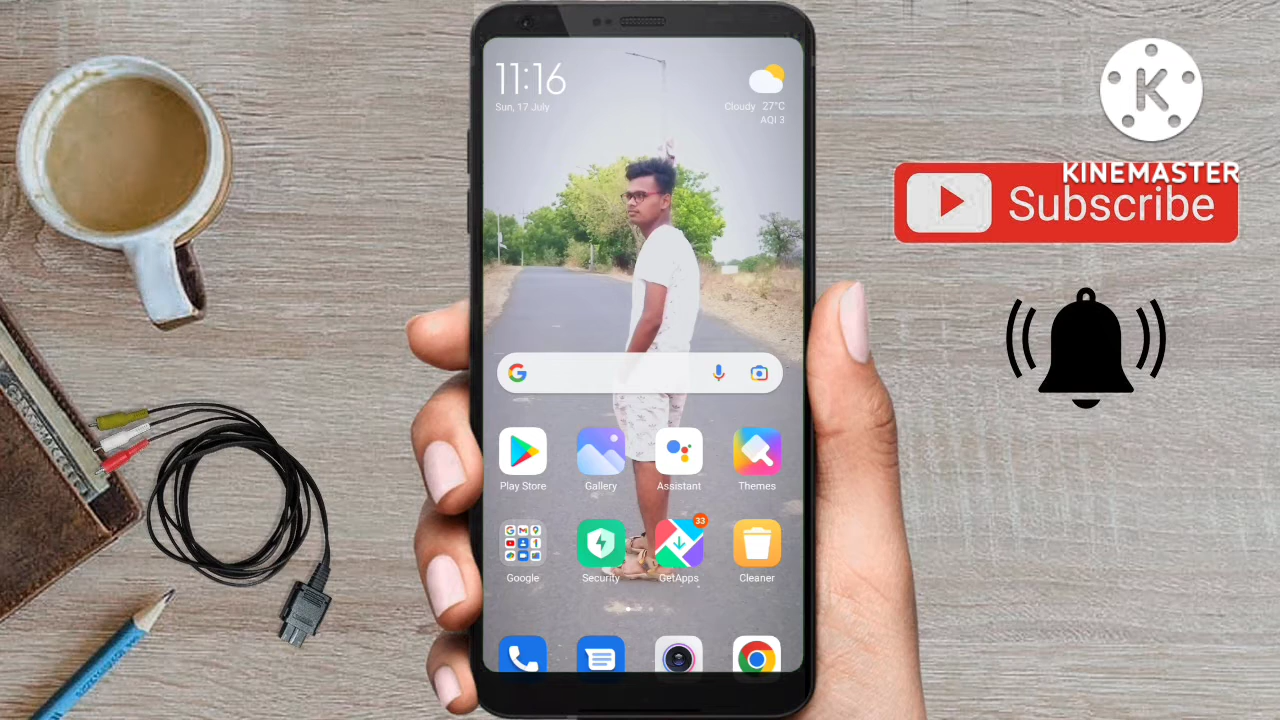 11:16
Sun, 17 July
Cloudy 27°C
AQI 3
K
KINEMASTER
Subscribe
Play Store
Gallery
Assistant
Themes
33
Google
Security
GetApps
Cleaner